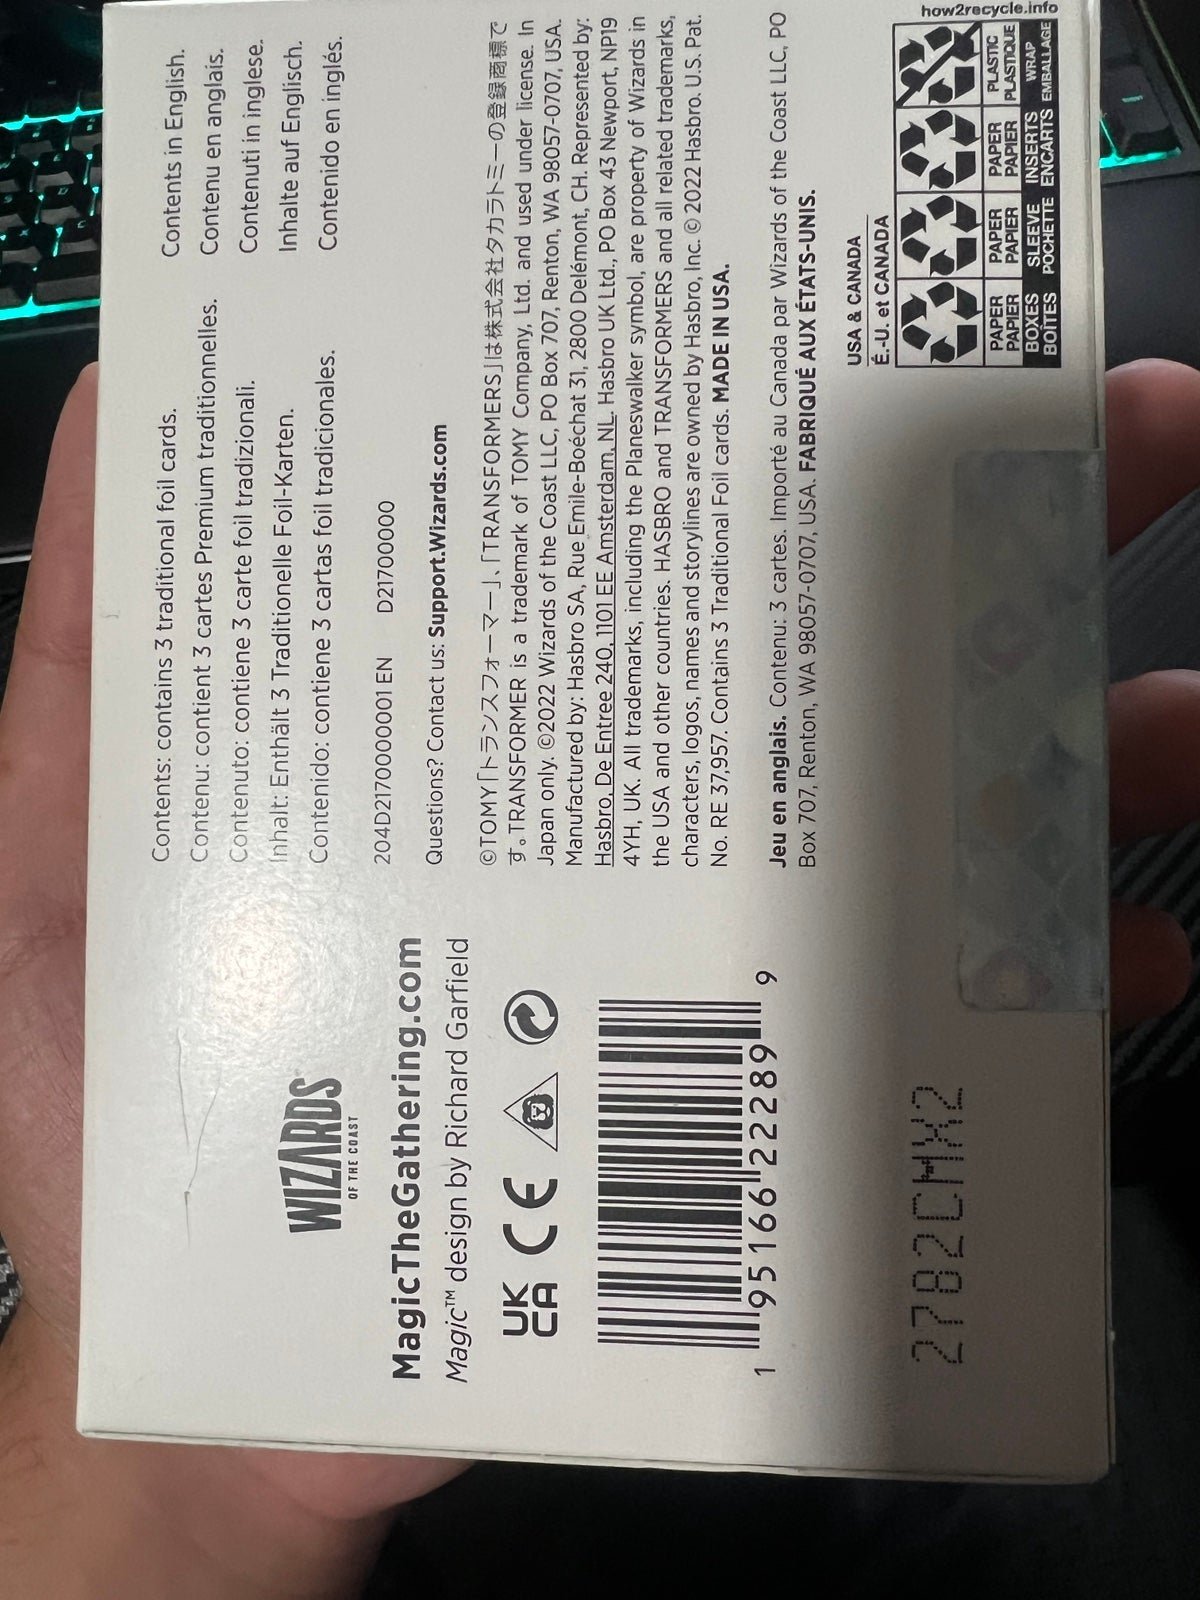 Contents: contains 3 traditional foil cards.
Contenu: contient 3 cartes Premium traditionnelles.
Contenuto: contiene 3 carte foil tradizionali.
Inhalt: Enthält 3 Traditionelle Foil-Karten.
Contenido: contiene 3 cartas foil tradicionales.
Contents in English.
Contenu en anglais.
Contenuti in inglese.
Inhalte auf Englisch.
Contenido en inglés.
204D2170000001 EN D21700000
Questions? Contact us: Support.Wizards.com
©TOMY「トランスフォーマー」、「TRANSFORMERS」は株式会社タカラトミーの登録商標で
す。TRANSFORMER is a trademark of TOMY Company, Ltd. and used under license. In
Japan only. ©2022 Wizards of the Coast LLC, PO Box 707, Renton, WA 98057-0707, USA.
Manufactured by: Hasbro SA, Rue Emile-Boéchat 31, 2800 Delémont, CH. Represented by:
Hasbro, De Entree 240, 1101 EE Amsterdam, NL. Hasbro UK Ltd., PO Box 43 Newport, NP19
4YH, UK. All trademarks, including the Planeswalker symbol, are property of Wizards in
the USA and other countries. HASBRO and TRANSFORMERS and all related trademarks,
characters, logos, names and storylines are owned by Hasbro, Inc. © 2022 Hasbro. U.S. Pat.
No. RE 37,957. Contains 3 Traditional Foil cards. MADE IN USA.
Jeu en anglais. Contenu: 3 cartes. Importé au Canada par Wizards of the Coast LLC, PO
Box 707, Renton, WA 98057-0707, USA. FABRIQUÉ AUX ÉTATS-UNIS.
WIZARDS
OF THE COAST
MagicTheGathering.com
Magic™ design by Richard Garfield
UK
CA CE
1 95166 22289 9
2782CHX2
USA & CANADA
É.-U. et CANADA
how2recycle.info
PAPER PAPER PAPER PLASTIC
PAPIER PAPIER PAPIER PLASTIQUE
BOXES SLEEVE INSERTS WRAP
BOÎTES POCHETTE ENCARTS EMBALLAGE